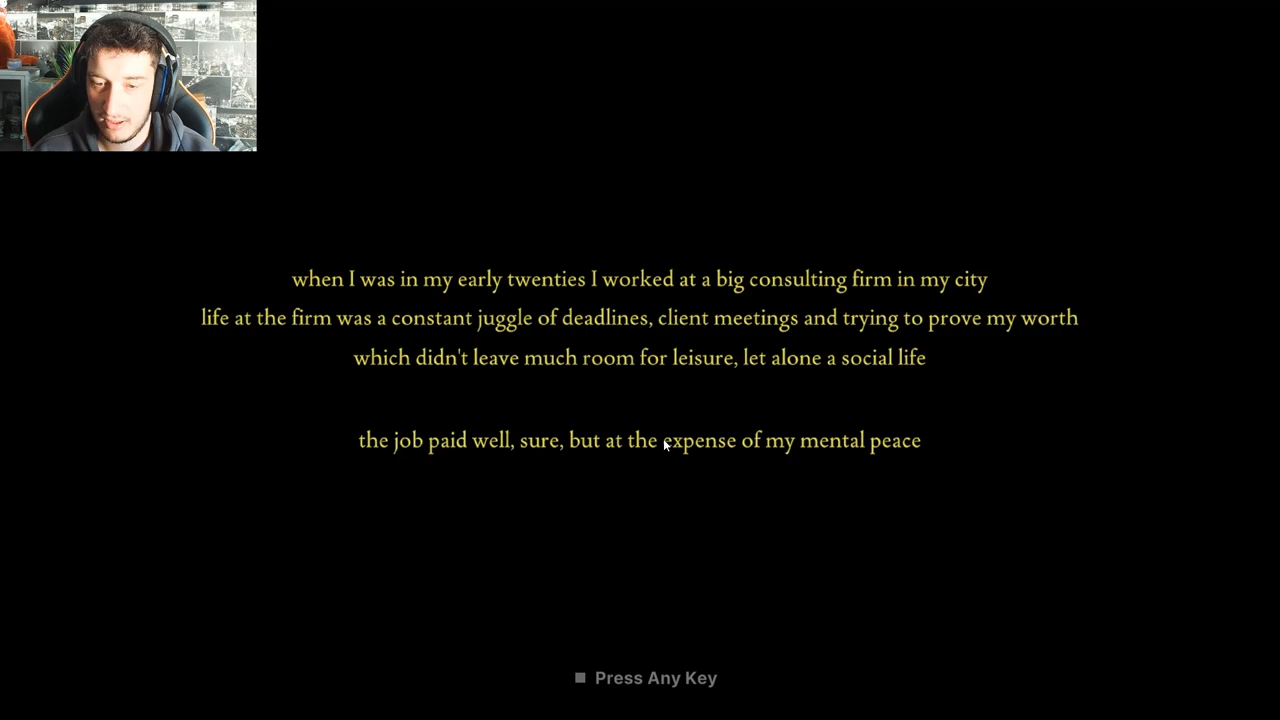 when I was in my early twenties I worked at a big consulting firm in my city
life at the firm was a constant juggle of deadlines, client meetings and trying to prove my worth
which didn't leave much room for leisure, let alone a social life
the job paid well, sure, but at the expense of my mental peace
Press Any Key